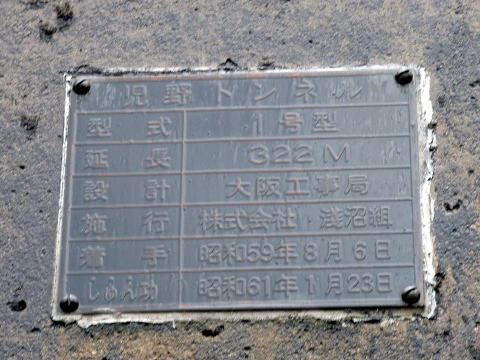 児野トンネル
型式 1号型
延長 322M
設計 大阪工事局
施行 株式会社 淺沼組
着手 昭和59年8月6日
しゅん功 昭和61年1月23日